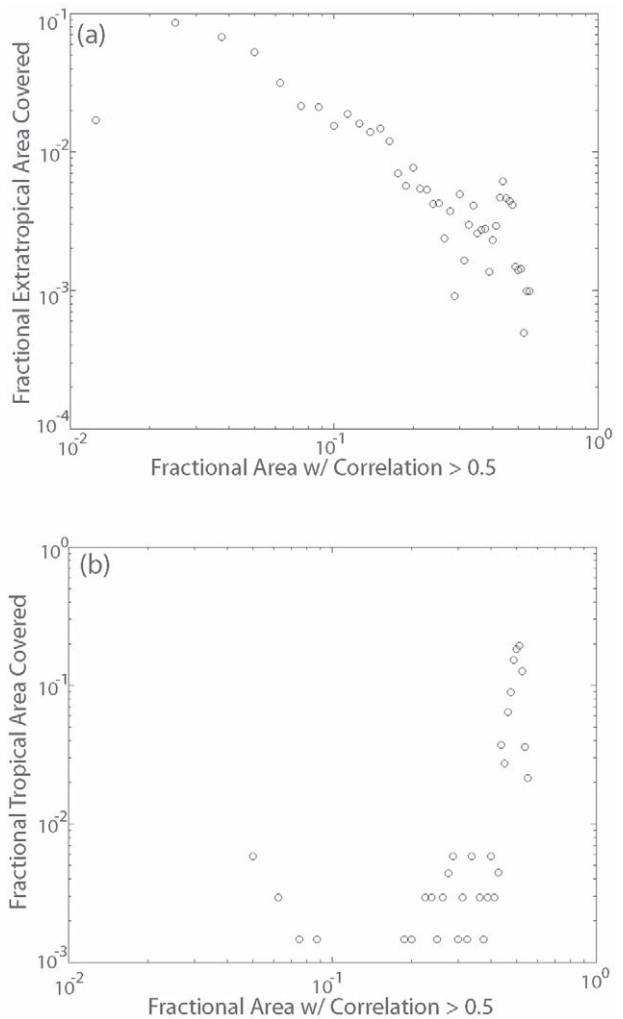 (a)
Fractional Extratropical Area Covered
10^-1
10^-2
10^-3
10^-4
10^-2 10^-1 10^0
Fractional Area w/ Correlation > 0.5
(b)
Fractional Tropical Area Covered
10^0
10^-1
10^-2
10^-3
10^-2 10^-1 10^0
Fractional Area w/ Correlation > 0.5